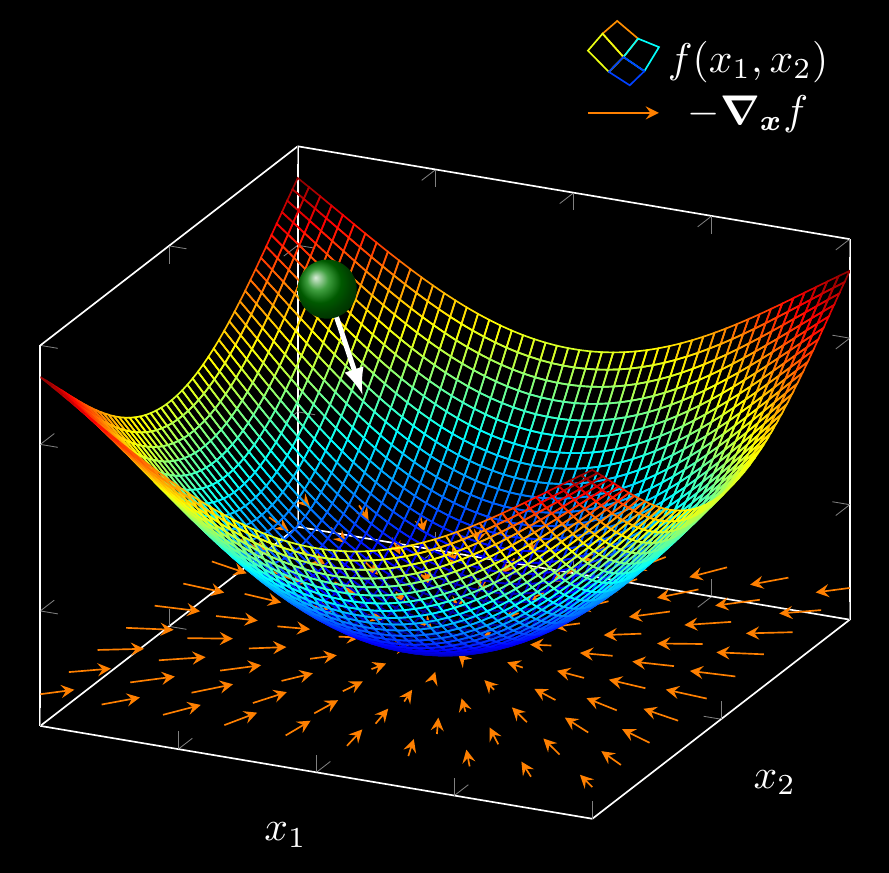 f(x₁, x₂)
−∇ₓf
x₂
x₁